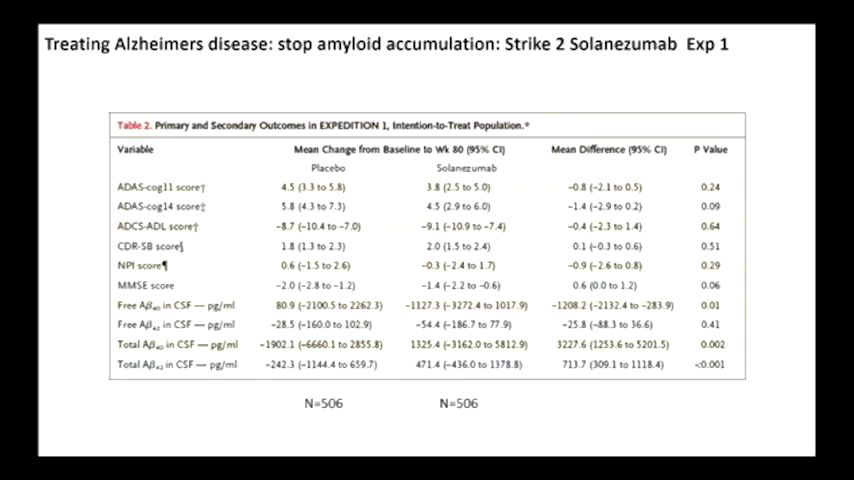 Treating Alzheimers disease: stop amyloid accumulation: Strike 2 Solanezumab Exp 1
Table 2. Primary and Secondary Outcomes in EXPEDITION 1, Intention-to-Treat Population.*
Variable Mean Change from Baseline to Wk 80 (95% CI) Mean Difference (95% CI) P Value
Placebo Solanezumab
ADAS-cog11 score† 4.5 (3.3 to 5.8) 3.8 (2.5 to 5.0) −0.8 (−2.1 to 0.5) 0.24
ADAS-cog14 score‡ 5.8 (4.3 to 7.3) 4.5 (2.9 to 6.0) −1.4 (−2.9 to 0.2) 0.09
ADCS-ADL score† −8.7 (−10.4 to −7.0) −9.1 (−10.9 to −7.4) −0.4 (−2.3 to 1.4) 0.64
CDR-SB score§ 1.8 (1.3 to 2.3) 2.0 (1.5 to 2.4) 0.1 (−0.3 to 0.6) 0.51
NPI score¶ 0.6 (−1.5 to 2.6) −0.3 (−2.4 to 1.7) −0.9 (−2.6 to 0.8) 0.29
MMSE score −2.0 (−2.8 to −1.2) −1.4 (−2.2 to −0.6) 0.6 (0.0 to 1.2) 0.06
Free Aβ₄₀ in CSF — pg/ml 80.9 (−2100.5 to 2262.3) −1127.3 (−3272.4 to 1017.9) −1208.2 (−2132.4 to −283.9) 0.01
Free Aβ₄₂ in CSF — pg/ml −28.5 (−160.0 to 102.9) −54.4 (−186.7 to 77.9) −25.8 (−88.3 to 36.6) 0.41
Total Aβ₄₀ in CSF — pg/ml −1902.1 (−6660.1 to 2855.8) 1325.4 (−3162.0 to 5812.9) 3227.6 (1253.6 to 5201.5) 0.002
Total Aβ₄₂ in CSF — pg/ml −242.3 (−1144.4 to 659.7) 471.4 (−436.0 to 1378.8) 713.7 (309.1 to 1118.4) <0.001
N=506 N=506